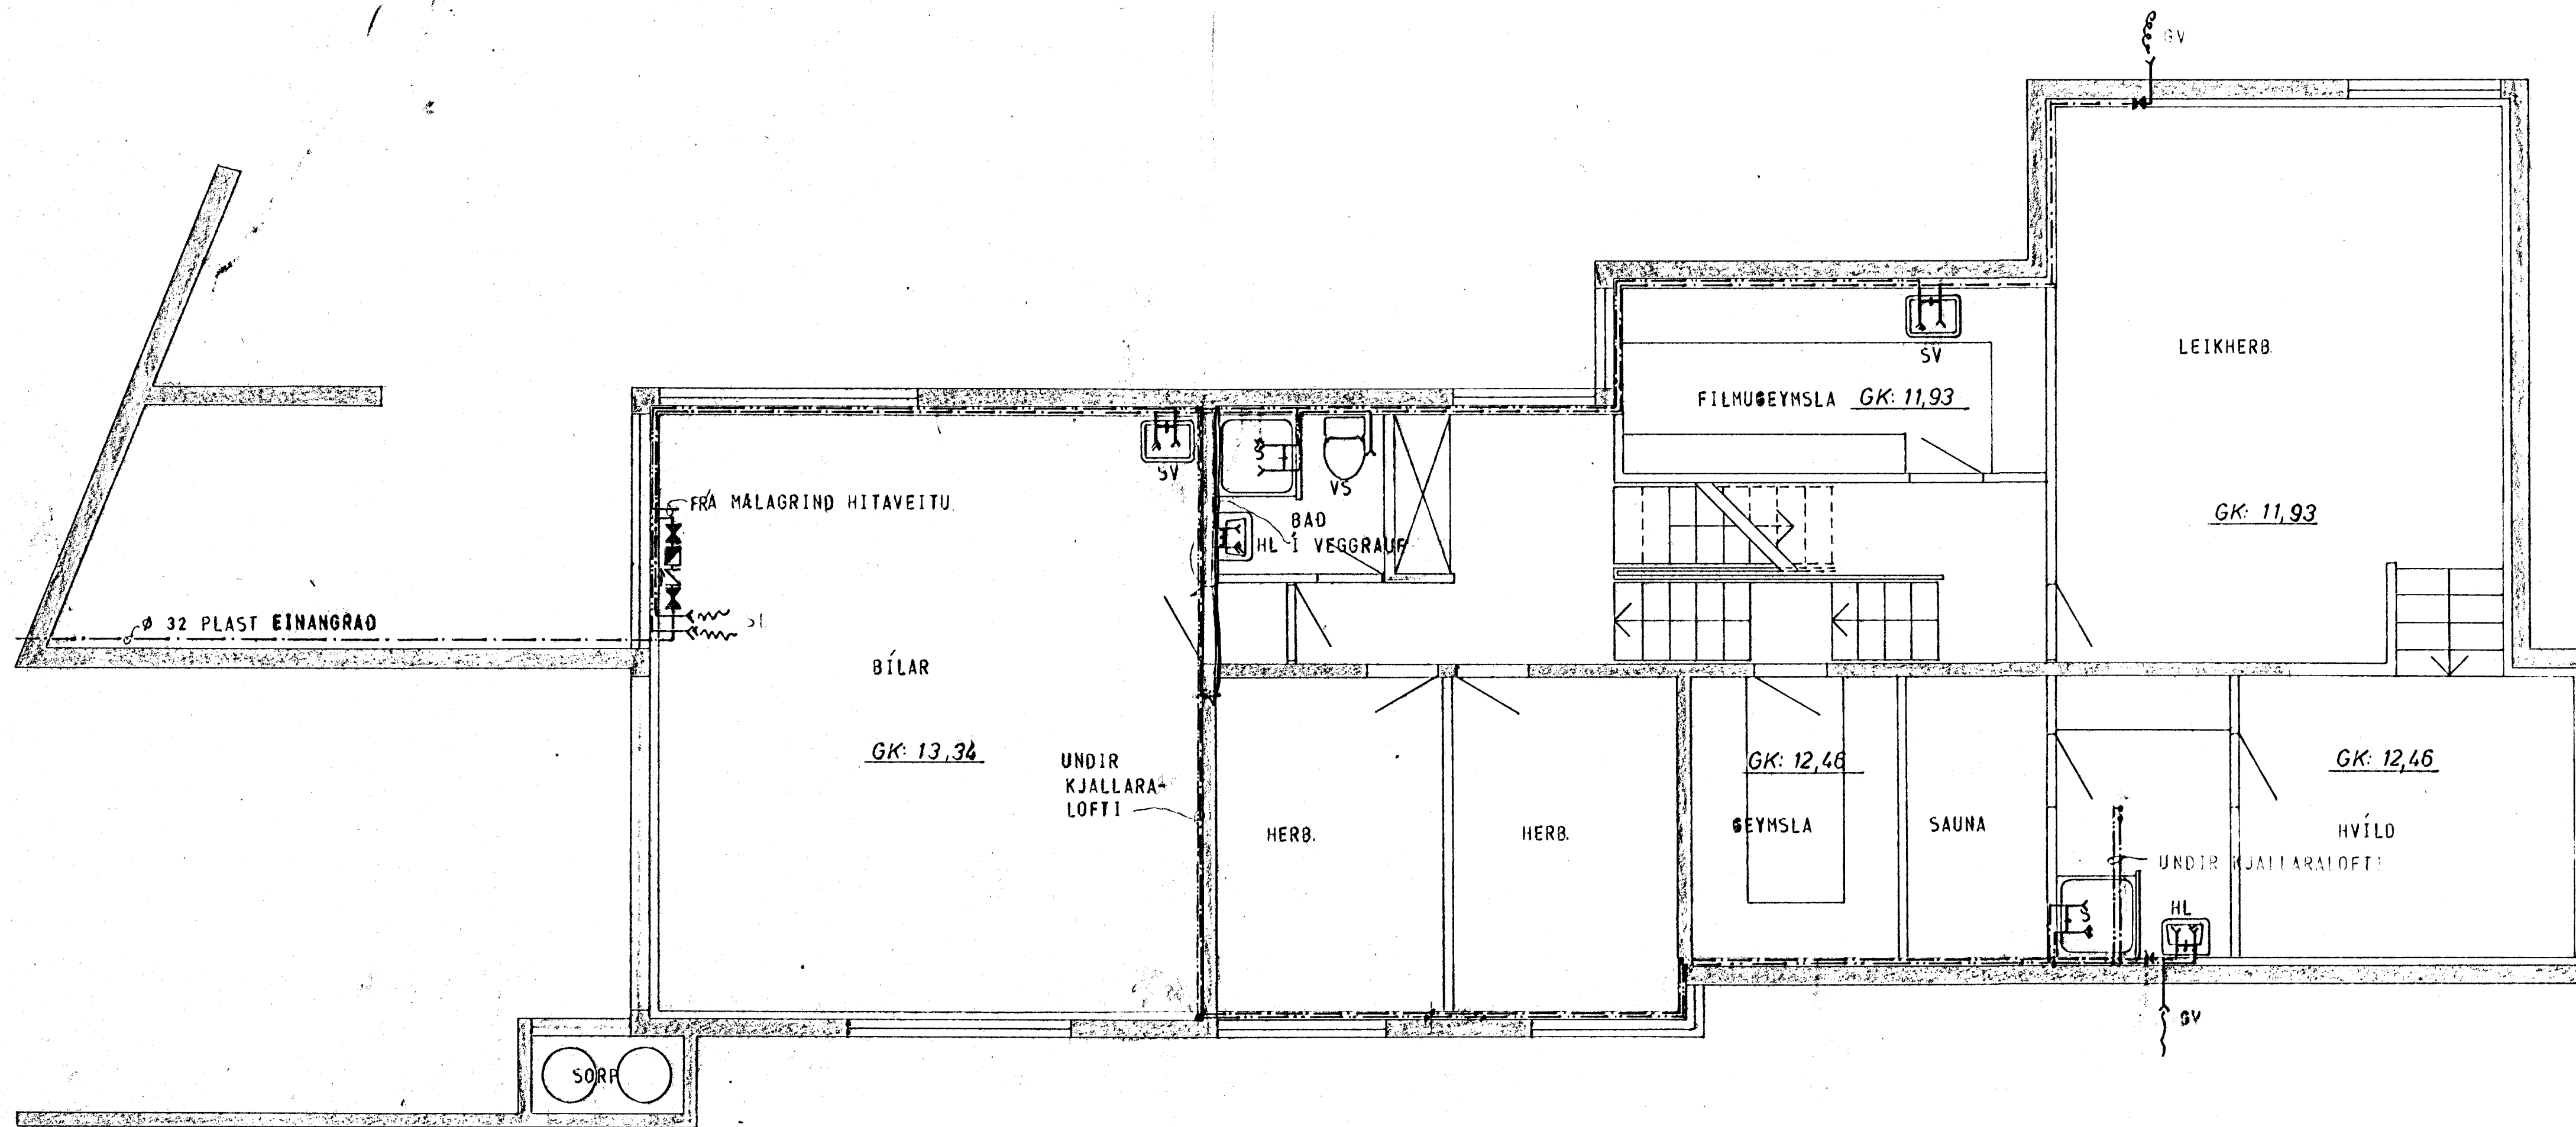 GV
LEIKHERB.
SV
FILMUGEYMSLA GK: 11,93
GK: 11,93
SV
VS
S
BAÐ
HL Í VEGGRAUF
FRÁ MÁLAGRIND HITAVEITU
Ø 32 PLAST EINANGRAÐ
SL
BÍLAR
GK: 13,34
UNDIR
KJALLARA-
LOFTI
HERB.
HERB.
GK: 12,46
GEYMSLA
SAUNA
GK: 12,46
HVÍLD
UNDIR KJALLARALOFTI
S
HL
GV
SORP